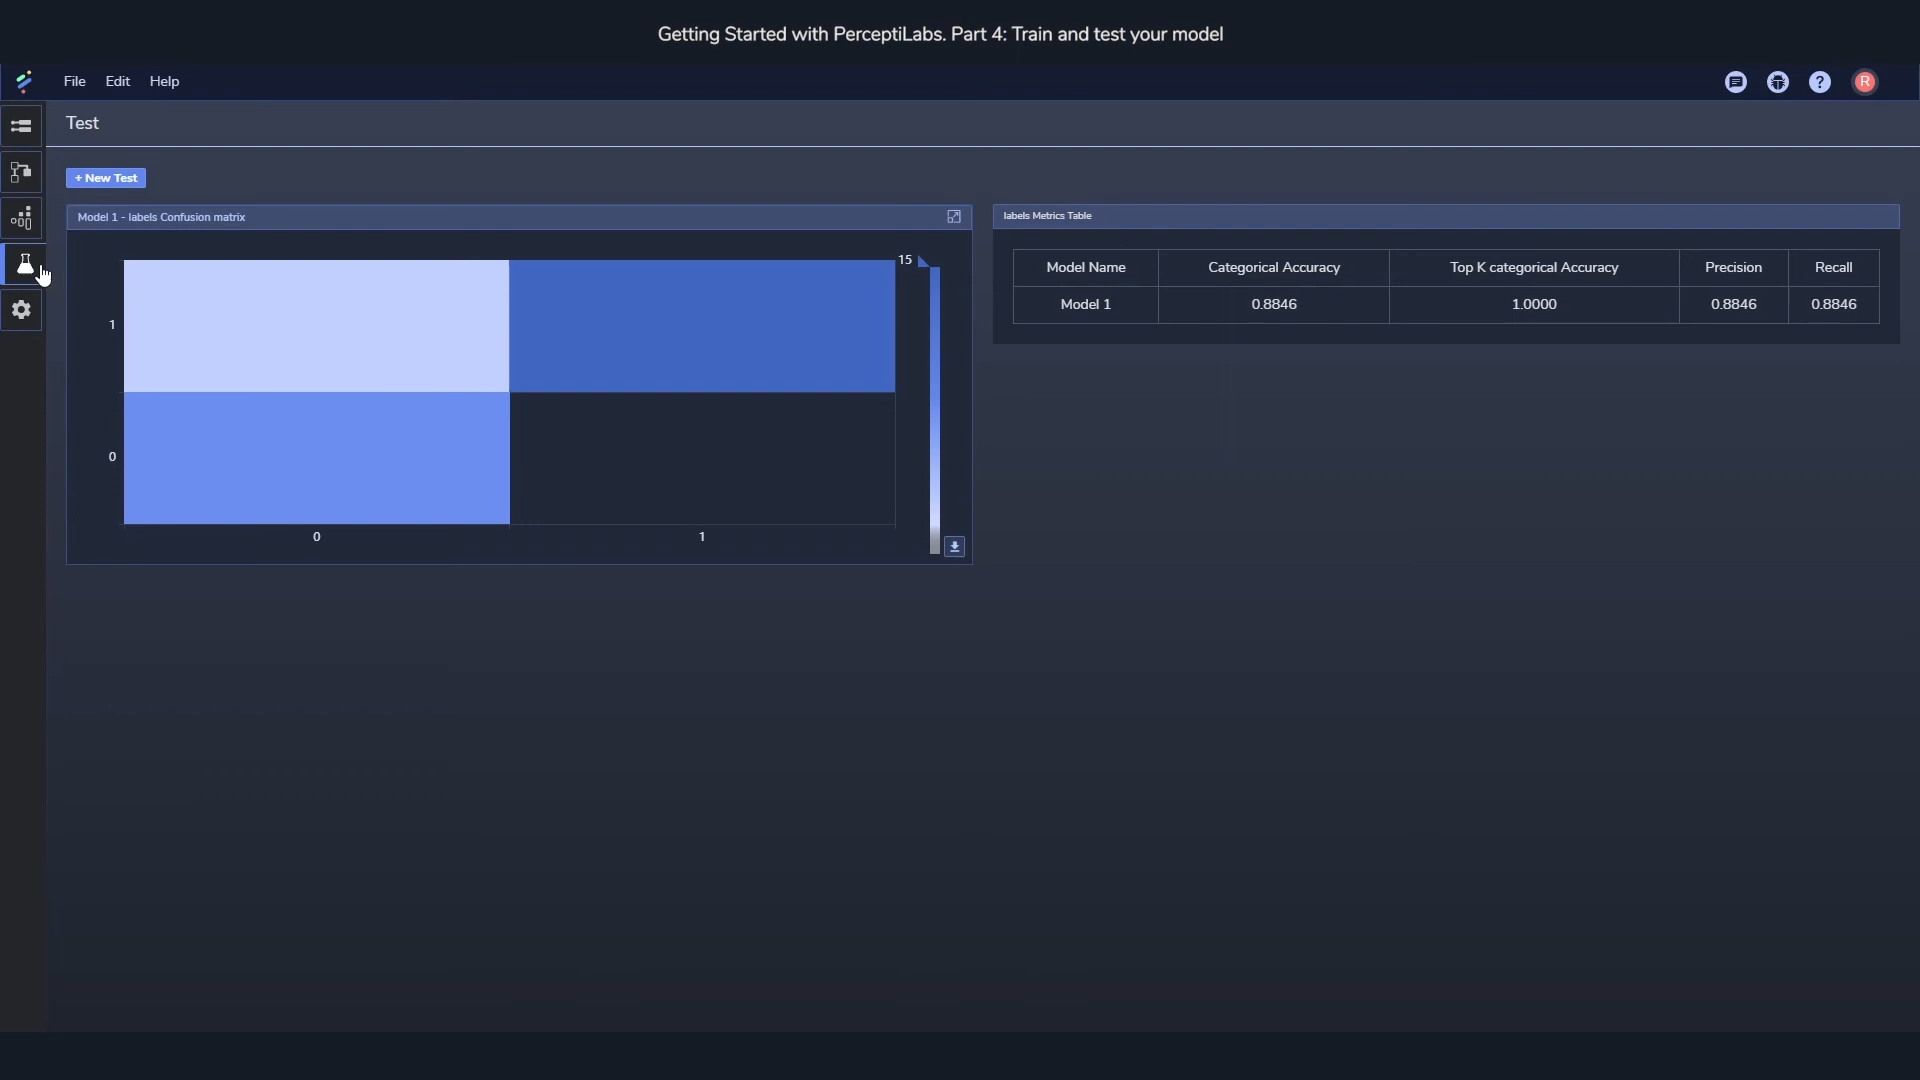 Getting Started with PerceptiLabs. Part 4: Train and test your model
File Edit Help
? R
Test
+ New Test
Model 1 - labels Confusion matrix
labels Metrics Table
15
1
0
0 1
Model Name Categorical Accuracy Top K categorical Accuracy Precision Recall
Model 1 0.8846 1.0000 0.8846 0.8846